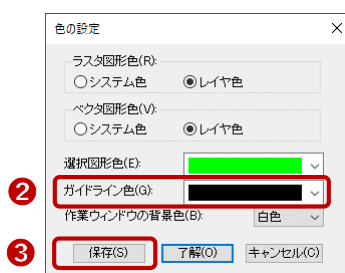 色の設定
ラスタ図形色(R):
システム色 レイヤ色
ベクタ図形色(V):
システム色 レイヤ色
選択図形色(E):
2 ガイドライン色(G):
作業ウィンドウの背景色(B): 白色
3 保存(S) 了解(O) キャンセル(C)